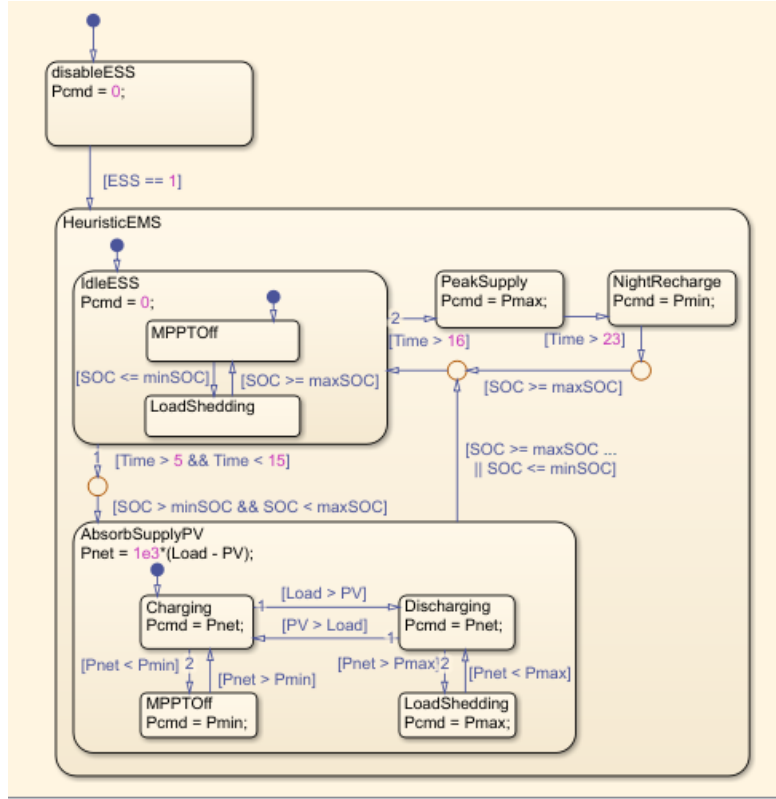 disableESS
Pcmd = 0;
[ESS == 1]
HeuristicEMS
IdleESS
Pcmd = 0;
MPPTOff
[SOC <= minSOC]
[SOC >= maxSOC]
LoadShedding
2
[Time > 16]
PeakSupply
Pcmd = Pmax;
[Time > 23]
NightRecharge
Pcmd = Pmin;
[SOC >= maxSOC]
1
[Time > 5 && Time < 15]
[SOC > minSOC && SOC < maxSOC]
[SOC >= maxSOC ...
|| SOC <= minSOC]
AbsorbSupplyPV
Pnet = 1e3*(Load - PV);
Charging
Pcmd = Pnet;
1
[Load > PV]
[PV > Load]
1
Discharging
Pcmd = Pnet;
[Pnet < Pmin]
2
[Pnet > Pmin]
[Pnet > Pmax]
2
[Pnet < Pmax]
MPPTOff
Pcmd = Pmin;
LoadShedding
Pcmd = Pmax;